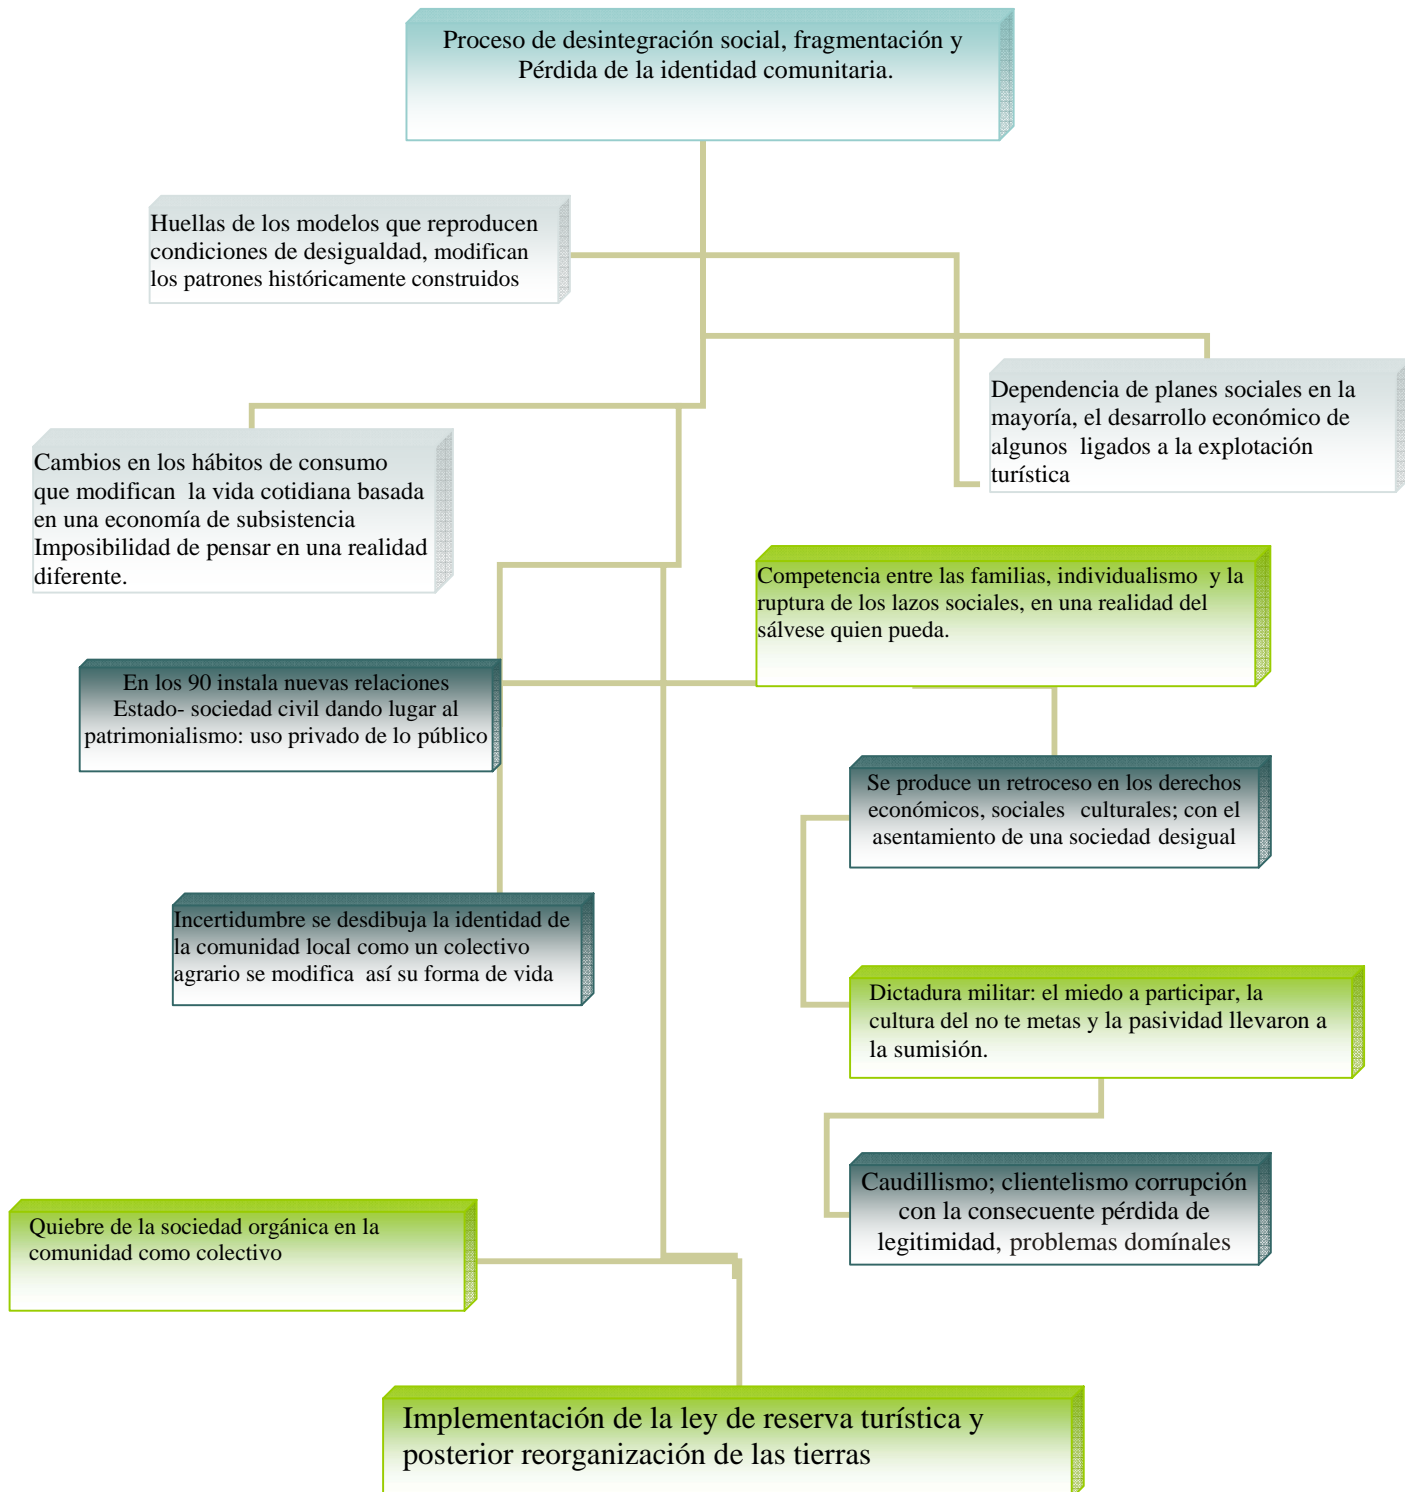 Proceso de desintegración social, fragmentación y
Pérdida de la identidad comunitaria.
Huellas de los modelos que reproducen
condiciones de desigualdad, modifican
los patrones históricamente construidos
Dependencia de planes sociales en la
mayoría, el desarrollo económico de
algunos ligados a la explotación
turística
Cambios en los hábitos de consumo
que modifican la vida cotidiana basada
en una economía de subsistencia
Imposibilidad de pensar en una realidad
diferente.
Competencia entre las familias, individualismo y la
ruptura de los lazos sociales, en una realidad del
sálvese quien pueda.
En los 90 instala nuevas relaciones
Estado- sociedad civil dando lugar al
patrimonialismo: uso privado de lo público
Se produce un retroceso en los derechos
económicos, sociales culturales; con el
asentamiento de una sociedad desigual
Incertidumbre se desdibuja la identidad de
la comunidad local como un colectivo
agrario se modifica así su forma de vida
Dictadura militar: el miedo a participar, la
cultura del no te metas y la pasividad llevaron a
la sumisión.
Caudillismo; clientelismo corrupción
con la consecuente pérdida de
legitimidad, problemas domínales
Quiebre de la sociedad orgánica en la
comunidad como colectivo
Implementación de la ley de reserva turística y
posterior reorganización de las tierras